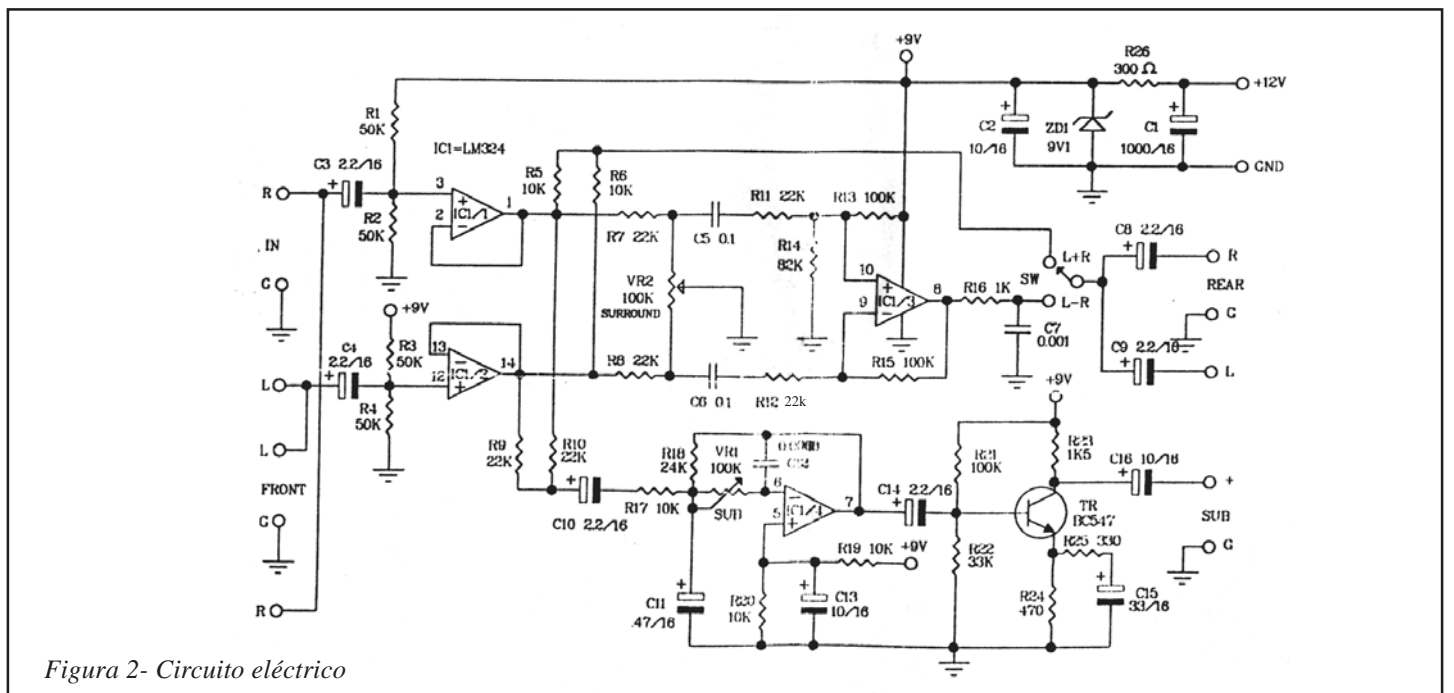 +9V
R26
300 Ω
+12V
R1
50K
C3 2.2/16
IC1=LM324
R5
10K
R6
10K
C2
10/16
ZD1
9V1
C1
1000/16
GND
R
+
3
2
+
IC1/1
−
1
R11 22K
R13 100K
R2
50K
R7 22K
C5 0.1
R14
82K
C8 2.2/16
+
L+R
R
IN
SW
REAR
G
VR2
100K
SURROUND
10
9
+
IC1/3
−
8
R16 1K
L-R
G
+9V
C7
0.001
C4
2.2/16
+
R3
50K
13
12
−
IC1/2
+
14
R8 22K
R15 100K
C9 2.2/16
+
L
L
C6 0.1
R12 22k
+9V
R4
50K
R9
22K
R10
22K
R18
24K
VR1
100K
R21
100K
R23
1K5
C16 10/16
+
+
L
FRONT
+
R17 10K
SUB
6
5
−
IC1/4
+
7
C14 2.2/16
+
TR
BC547
SUB
G
C10 2.2/16
R19 10K
+9V
R22
33K
R25 330
G
R
C11
.47/16
+
R20
10K
C13
10/16
+
R24
470
C15
33/16
+
Figura 2- Circuito eléctrico